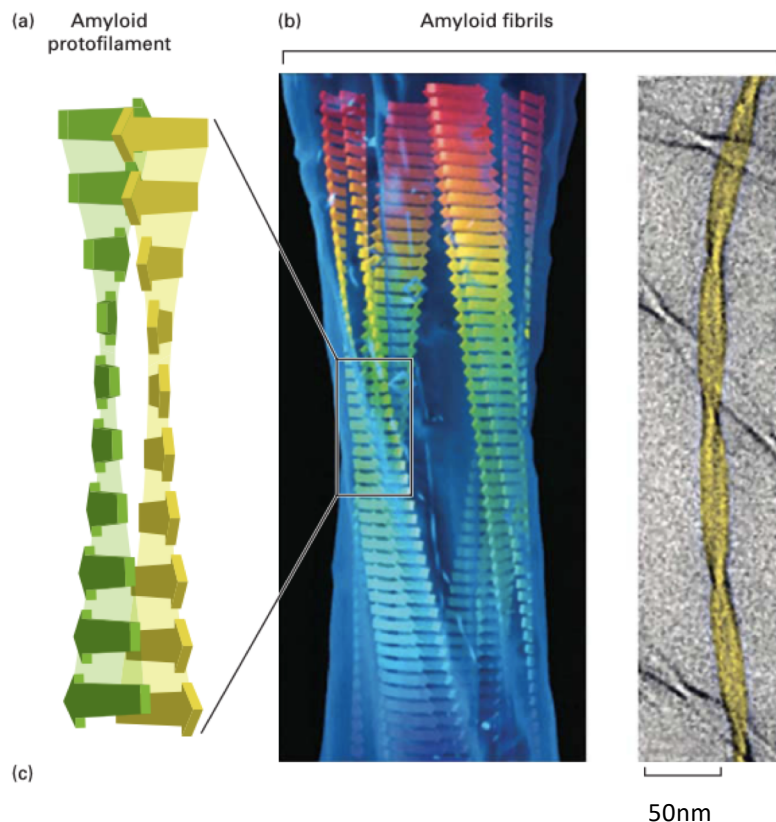 (a) Amyloid
protofilament
(b) Amyloid fibrils
(c)
50nm